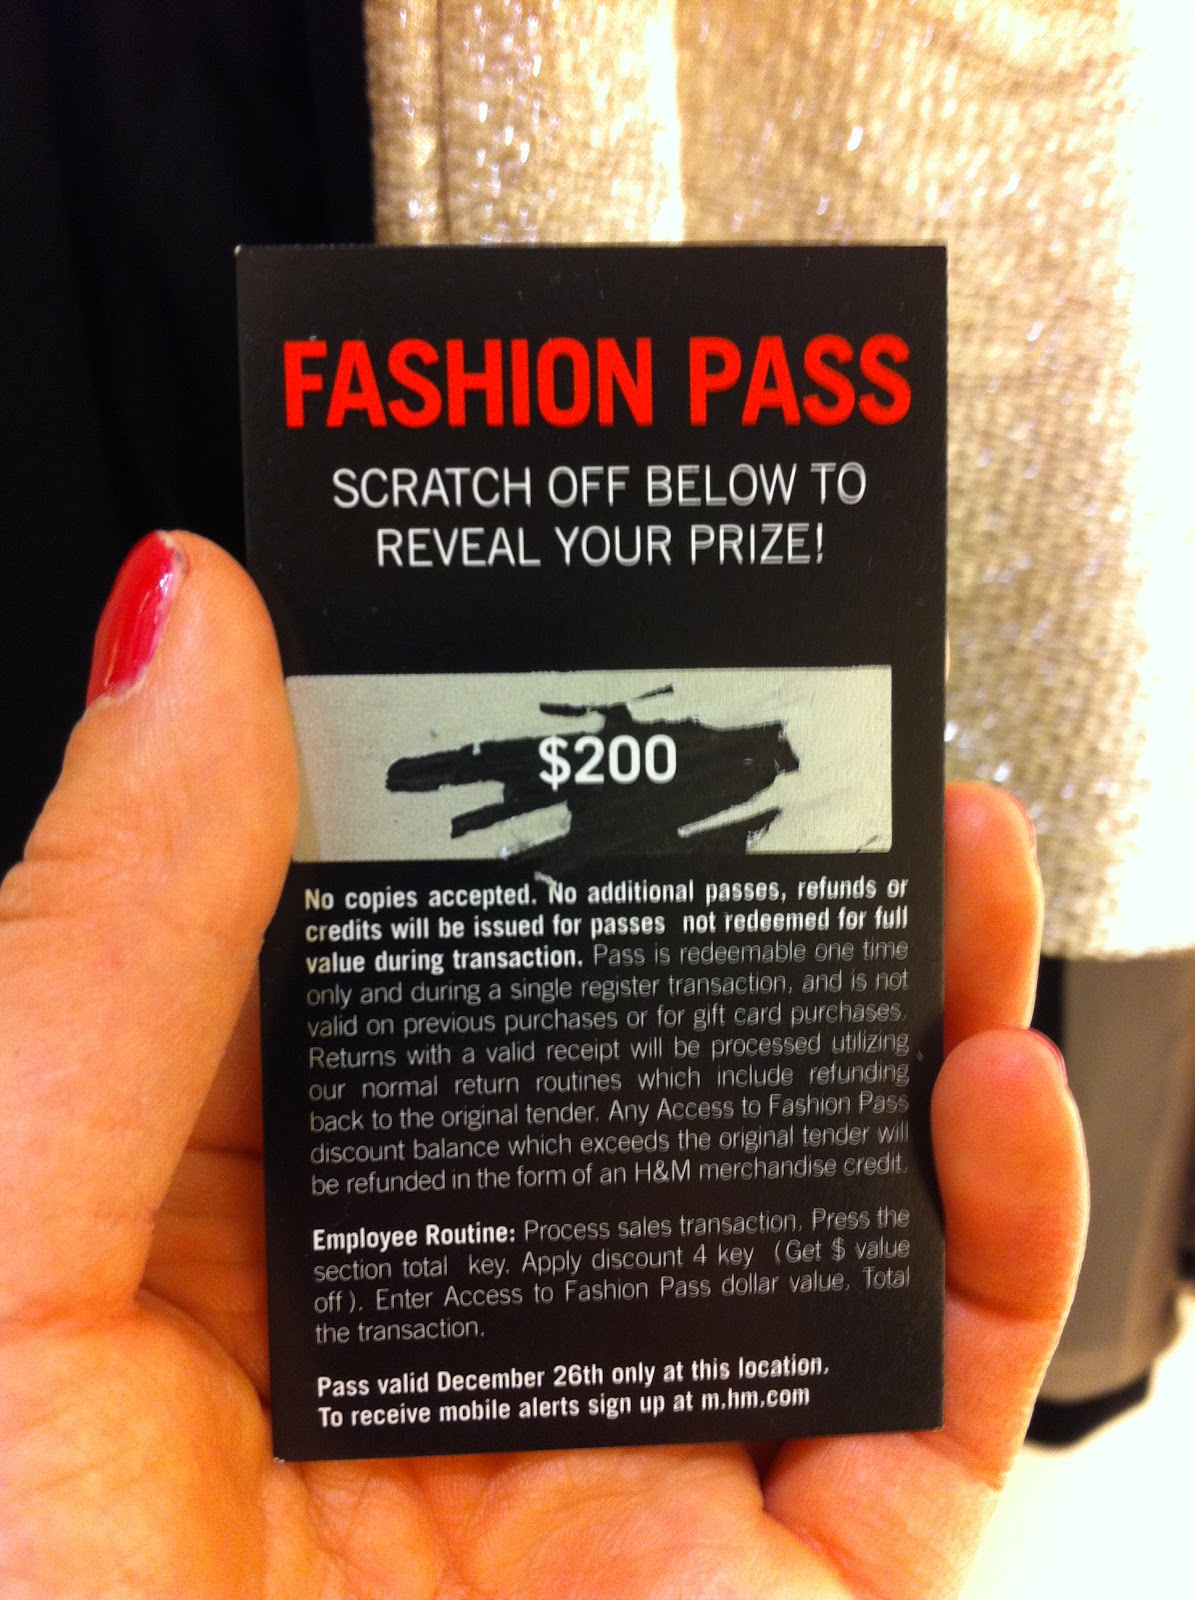 FASHION PASS
SCRATCH OFF BELOW TO
REVEAL YOUR PRIZE!
$200
No copies accepted. No additional passes, refunds or
credits will be issued for passes not redeemed for full
value during transaction. Pass is redeemable one time
only and during a single register transaction, and is not
valid on previous purchases or for gift card purchases.
Returns with a valid receipt will be processed utilizing
our normal return routines which include refunding
back to the original tender. Any Access to Fashion Pass
discount balance which exceeds the original tender will
be refunded in the form of an H&M merchandise credit.
Employee Routine: Process sales transaction. Press the
section total key. Apply discount 4 key (Get $ value
off). Enter Access to Fashion Pass dollar value. Total
the transaction.
Pass valid December 26th only at this location.
To receive mobile alerts sign up at m.hm.com